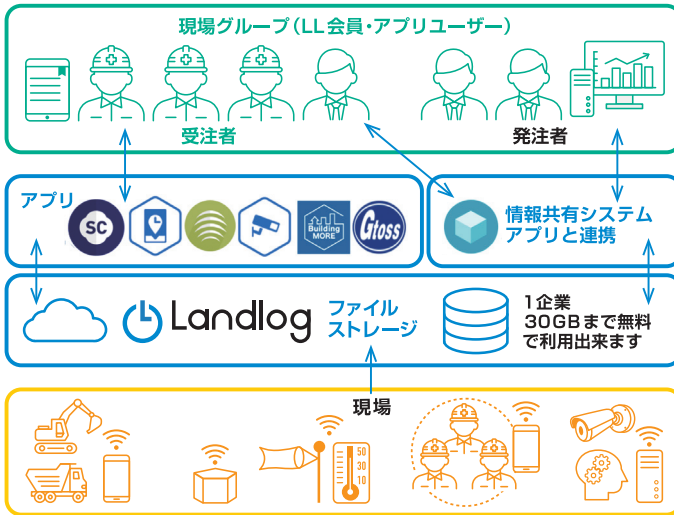 現場グループ（LL会員・アプリユーザー）
受注者
発注者
アプリ
SC
Building
MORE
Gtoss
情報共有システム
アプリと連携
Landlog
ファイル
ストレージ
1企業
30GBまで無料
で利用出来ます
現場
50
30
10